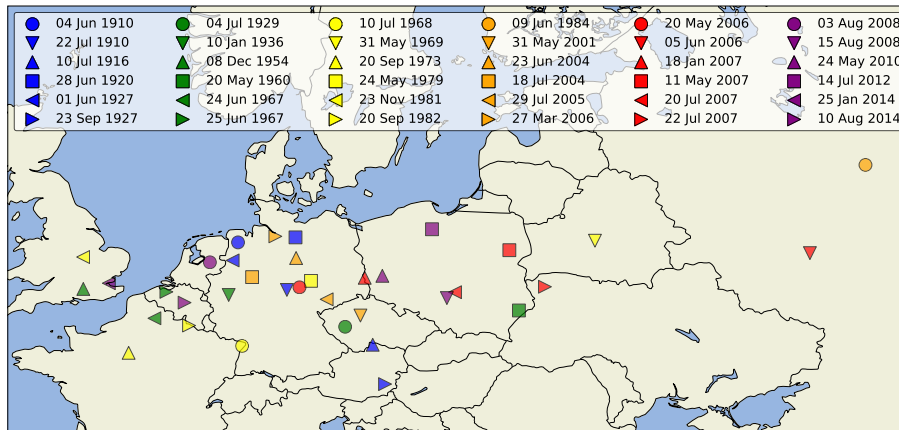 04 Jun 1910 04 Jul 1929 10 Jul 1968 09 Jun 1984 20 May 2006 03 Aug 2008
22 Jul 1910 10 Jan 1936 31 May 1969 31 May 2001 05 Jun 2006 15 Aug 2008
10 Jul 1916 08 Dec 1954 20 Sep 1973 23 Jun 2004 18 Jan 2007 24 May 2010
28 Jun 1920 20 May 1960 24 May 1979 18 Jul 2004 11 May 2007 14 Jul 2012
01 Jun 1927 24 Jun 1967 23 Nov 1981 29 Jul 2005 20 Jul 2007 25 Jan 2014
23 Sep 1927 25 Jun 1967 20 Sep 1982 27 Mar 2006 22 Jul 2007 10 Aug 2014